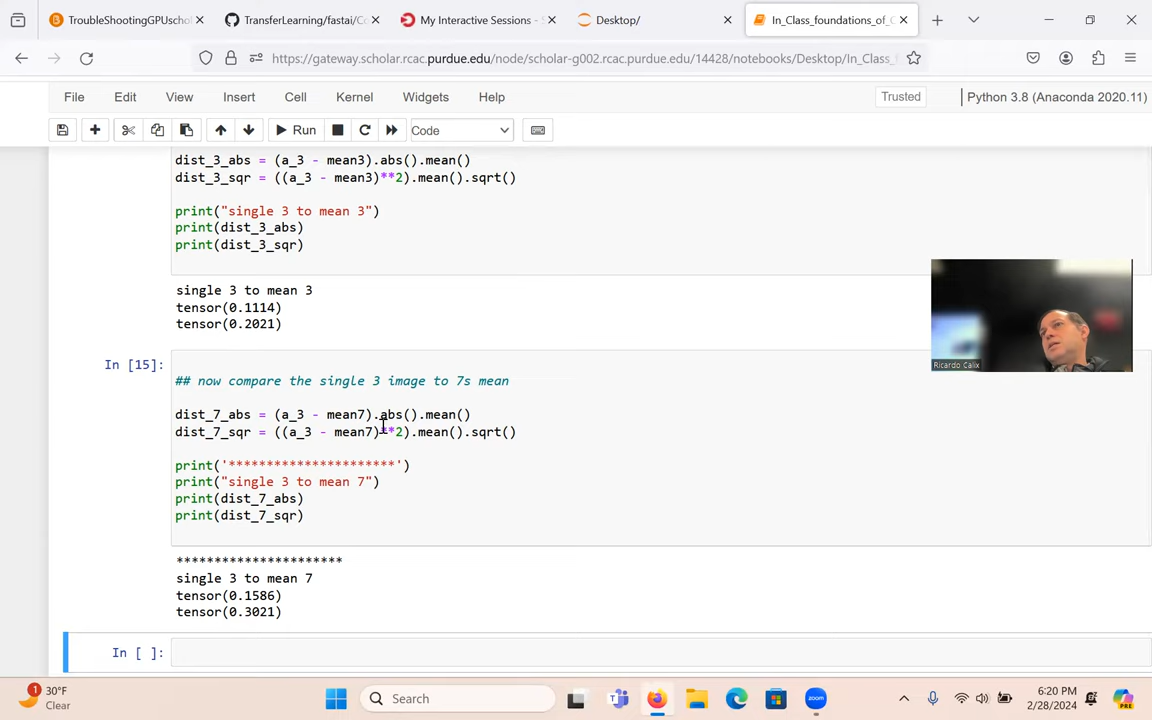 TroubleShootingGPUschol
TransferLearning/fastai/Co
My Interactive Sessions - S
Desktop/
In_Class_foundations_of_
https://gateway.scholar.rcac.purdue.edu/node/scholar-g002.rcac.purdue.edu/14428/notebooks/Desktop/In_Class_
File Edit View Insert Cell Kernel Widgets Help Trusted Python 3.8 (Anaconda 2020.11)
Run Code
dist_3_abs = (a_3 - mean3).abs().mean()
dist_3_sqr = ((a_3 - mean3)**2).mean().sqrt()
print("single 3 to mean 3")
print(dist_3_abs)
print(dist_3_sqr)
single 3 to mean 3
tensor(0.1114)
tensor(0.2021)
Ricardo Calix
In [15]:
## now compare the single 3 image to 7s mean
dist_7_abs = (a_3 - mean7).abs().mean()
dist_7_sqr = ((a_3 - mean7)**2).mean().sqrt()
print('**********************')
print("single 3 to mean 7")
print(dist_7_abs)
print(dist_7_sqr)
**********************
single 3 to mean 7
tensor(0.1586)
tensor(0.3021)
In [ ]:
1
30°F
Clear
Search
PRE
6:20 PM
2/28/2024